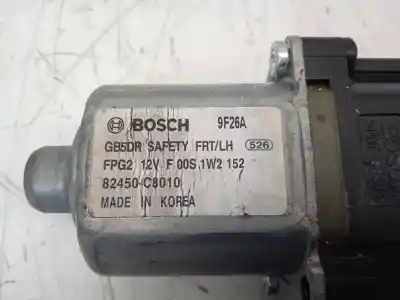 BOSCH 9F26A
GB5DR SAFETY FRT/LH 526
FPG2 12V F 00S 1W2 152
82450-C8010
MADE IN KOREA